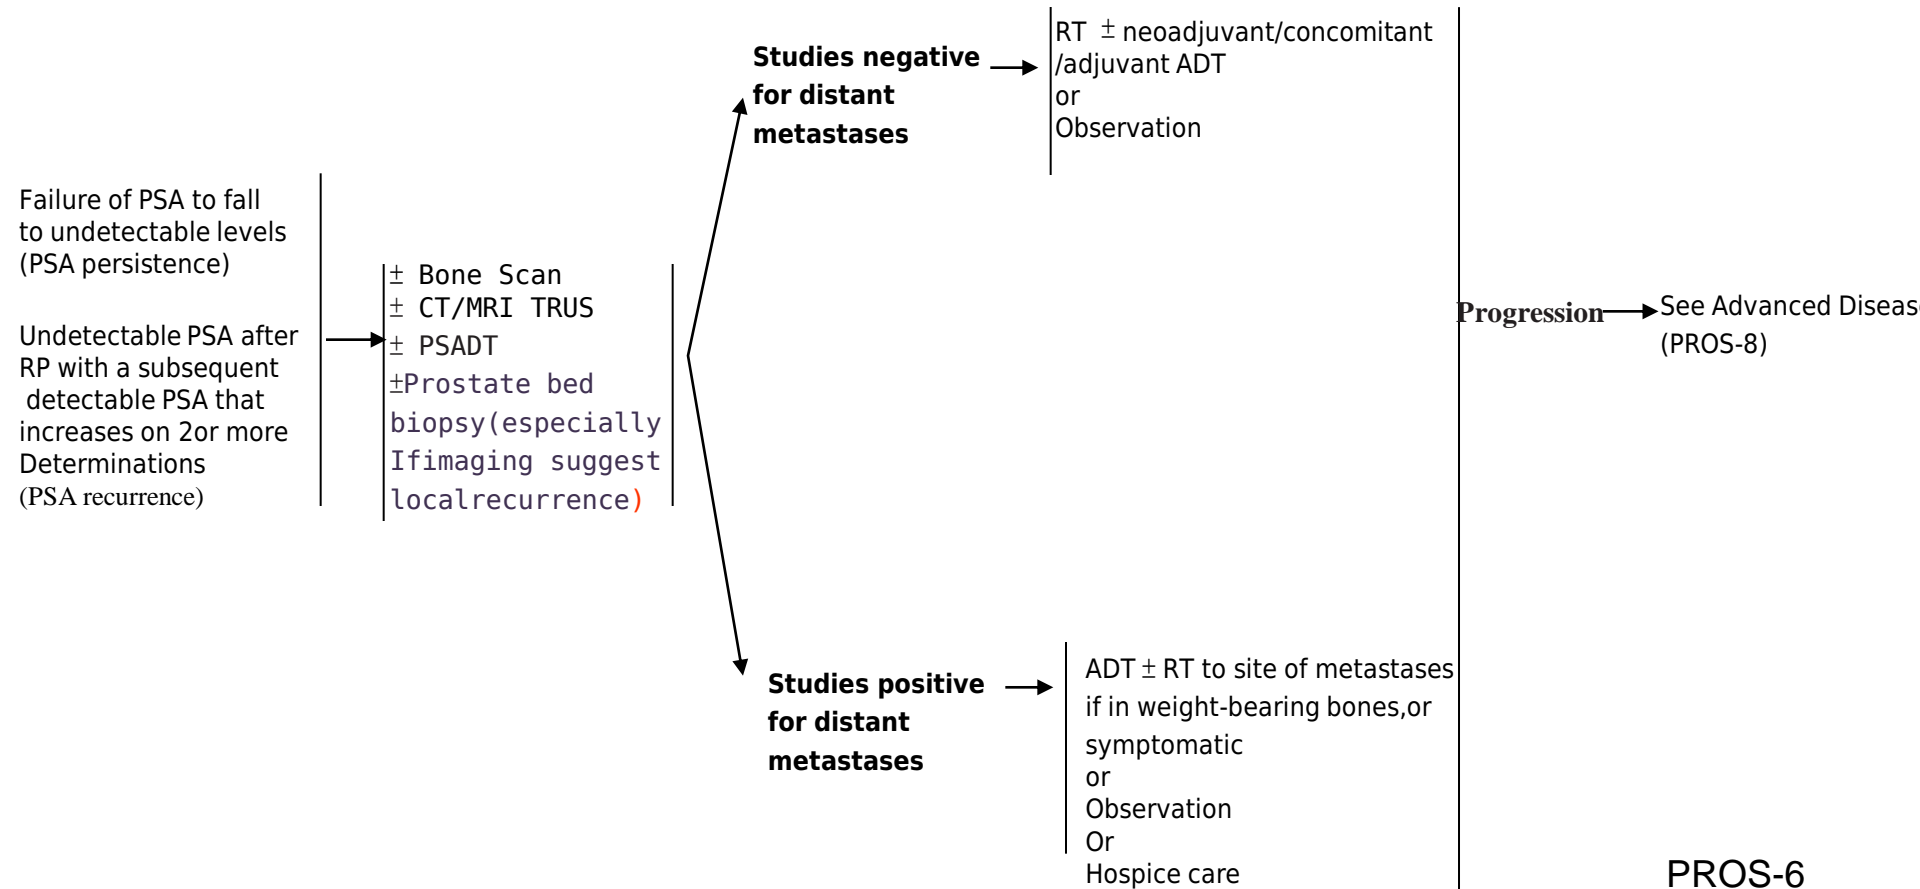 Failure of PSA to fall
to undetectable levels
(PSA persistence)
Undetectable PSA after
RP with a subsequent
detectable PSA that
increases on 2or more
Determinations
(PSA recurrence)
± Bone Scan
± CT/MRI TRUS
± PSADT
±Prostate bed
biopsy(especially
Ifimaging suggest
localrecurrence)
Studies negative
for distant
metastases
RT ± neoadjuvant/concomitant
/adjuvant ADT
or
Observation
Studies positive
for distant
metastases
ADT ± RT to site of metastases
if in weight-bearing bones,or
symptomatic
or
Observation
Or
Hospice care
Progression
See Advanced Diseas
(PROS-8)
PROS-6